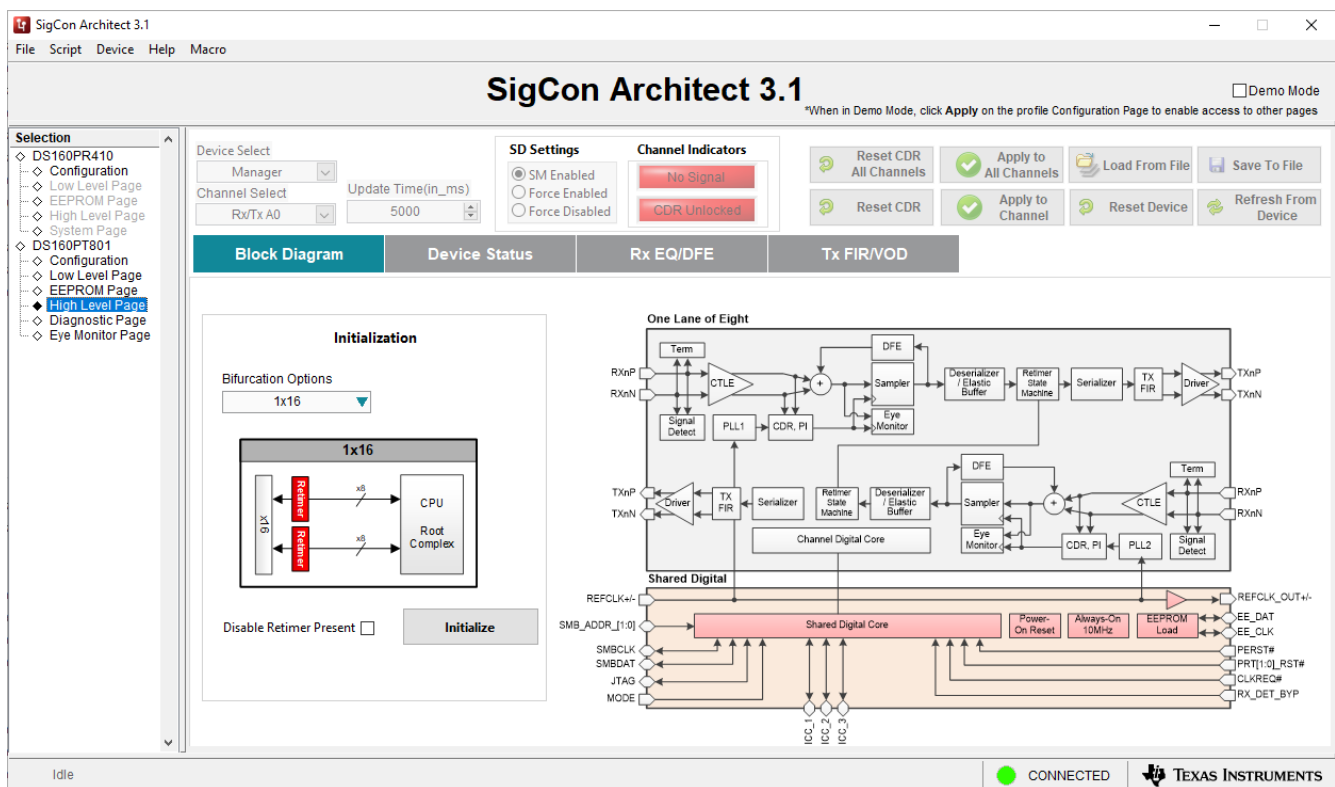 SigCon Architect 3.1
File Script Device Help Macro
SigCon Architect 3.1
Demo Mode
*When in Demo Mode, click Apply on the profile Configuration Page to enable access to other pages
Selection
DS160PR410
Configuration
Low Level Page
EEPROM Page
High Level Page
System Page
DS160PT801
Configuration
Low Level Page
EEPROM Page
High Level Page
Diagnostic Page
Eye Monitor Page
Device Select
Manager
Channel Select
Rx/Tx A0
Update Time(in_ms)
5000
SD Settings
SM Enabled
Force Enabled
Force Disabled
Channel Indicators
No Signal
CDR Unlocked
Reset CDR
All Channels
Apply to
All Channels
Load From File
Save To File
Reset CDR
Apply to
Channel
Reset Device
Refresh From
Device
Block Diagram
Device Status
Rx EQ/DFE
Tx FIR/VOD
Initialization
Bifurcation Options
1x16
1x16
x16
Retimer
x8
Retimer
x8
CPU
Root
Complex
Disable Retimer Present
Initialize
One Lane of Eight
RXnP
RXnN
Term
CTLE
Signal
Detect
PLL1
CDR, PI
+
DFE
Sampler
Eye
Monitor
Deserializer
/ Elastic
Buffer
Retimer
State
Machine
Serializer
TX
FIR
Driver
TXnP
TXnN
TXnP
TXnN
Driver
TX
FIR
Serializer
Retimer
State
Machine
Deserializer
/ Elastic
Buffer
DFE
Sampler
Eye
Monitor
+
CDR, PI
PLL2
CTLE
Term
Signal
Detect
RXnP
RXnN
Channel Digital Core
Shared Digital
REFCLK+/-
SMB_ADDR_[1:0]
SMBCLK
SMBDAT
JTAG
MODE
Shared Digital Core
Power-
On Reset
Always-On
10MHz
EEPROM
Load
REFCLK_OUT+/-
EE_DAT
EE_CLK
PERST#
PRT[1:0]_RST#
CLKREQ#
RX_DET_BYP
ICC_1
ICC_2
ICC_3
Idle
CONNECTED
TEXAS INSTRUMENTS